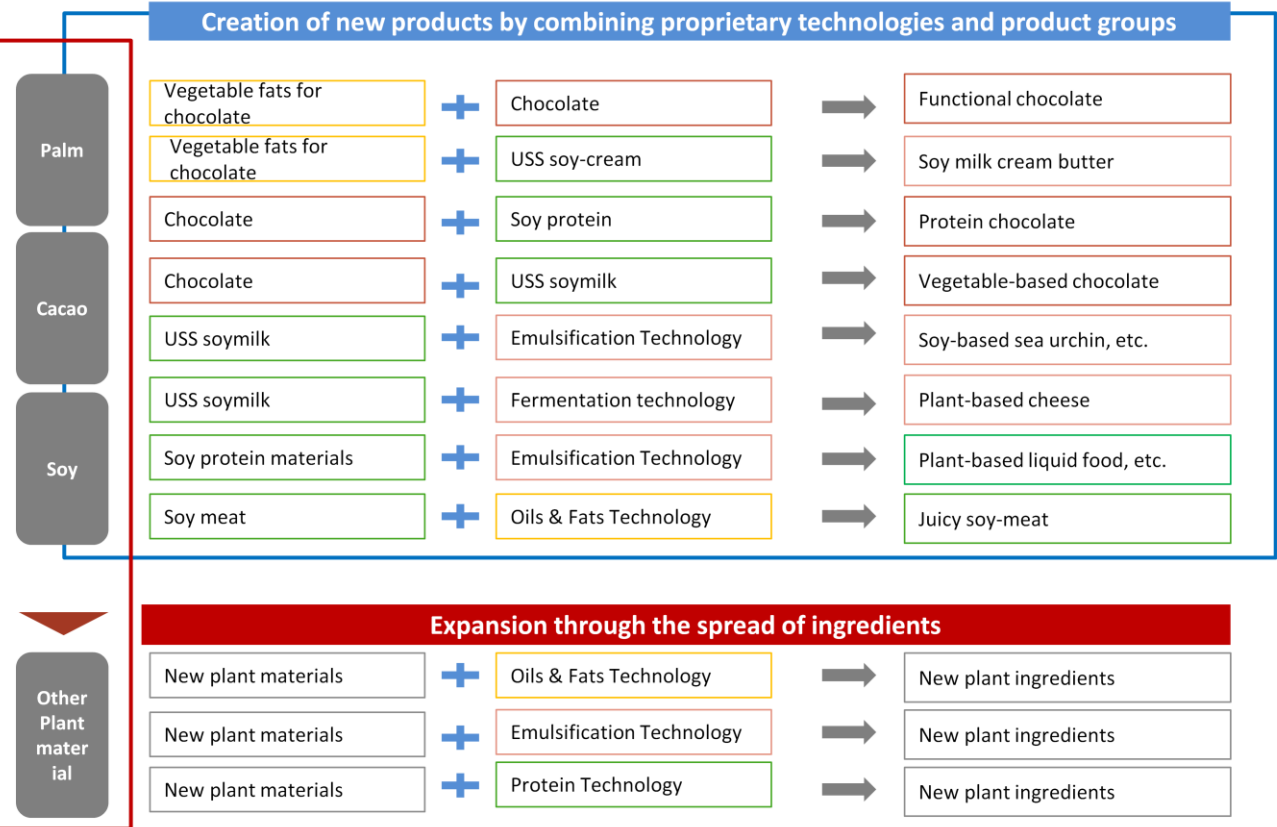 Creation of new products by combining proprietary technologies and product groups
Palm
Vegetable fats for
chocolate
Chocolate
Functional chocolate
Vegetable fats for
chocolate
USS soy-cream
Soy milk cream butter
Chocolate
Soy protein
Protein chocolate
Cacao
Chocolate
USS soymilk
Vegetable-based chocolate
USS soymilk
Emulsification Technology
Soy-based sea urchin, etc.
Soy
USS soymilk
Fermentation technology
Plant-based cheese
Soy protein materials
Emulsification Technology
Plant-based liquid food, etc.
Soy meat
Oils & Fats Technology
Juicy soy-meat
Expansion through the spread of ingredients
Other
Plant
mater
ial
New plant materials
Oils & Fats Technology
New plant ingredients
New plant materials
Emulsification Technology
New plant ingredients
New plant materials
Protein Technology
New plant ingredients